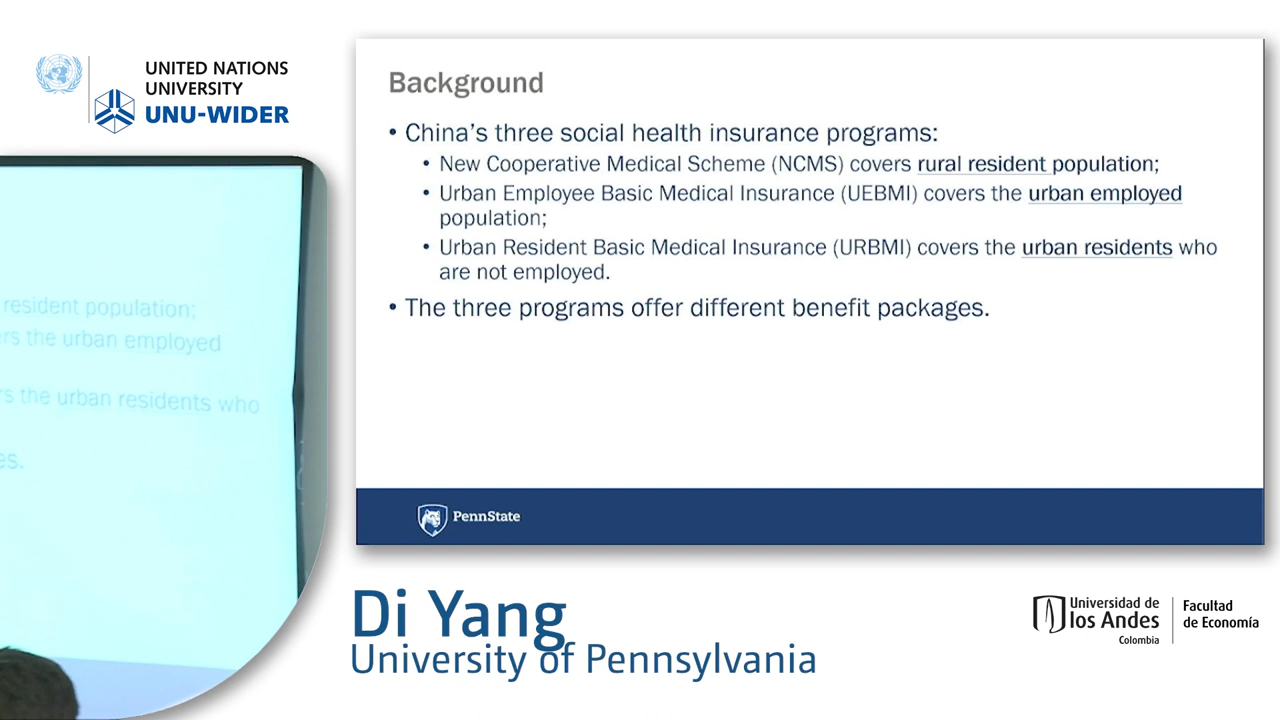 UNITED NATIONS
UNIVERSITY
UNU-WIDER
resident population;
rs the urban employed
rs the urban residents who
es.
Background
• China's three social health insurance programs:
• New Cooperative Medical Scheme (NCMS) covers rural resident population;
• Urban Employee Basic Medical Insurance (UEBMI) covers the urban employed
population;
• Urban Resident Basic Medical Insurance (URBMI) covers the urban residents who
are not employed.
• The three programs offer different benefit packages.
PennState
Di Yang
University of Pennsylvania
Universidad de
los Andes
Colombia
Facultad
de Economía